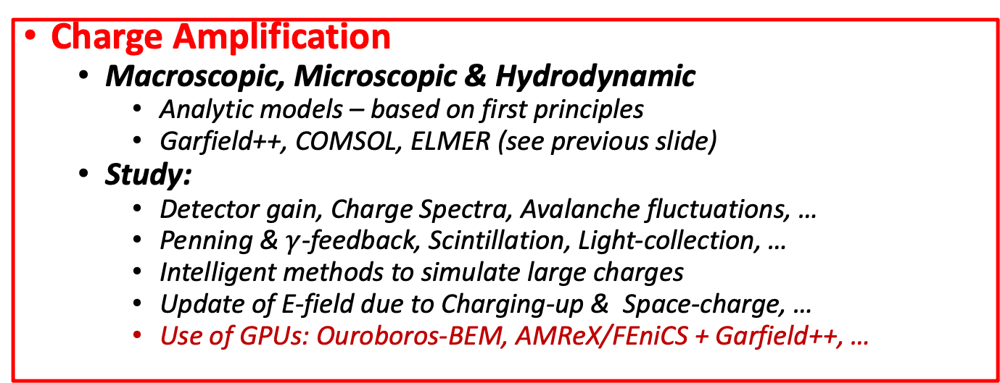 • Charge Amplification
• Macroscopic, Microscopic & Hydrodynamic
• Analytic models – based on first principles
• Garfield++, COMSOL, ELMER (see previous slide)
• Study:
• Detector gain, Charge Spectra, Avalanche fluctuations, …
• Penning & γ-feedback, Scintillation, Light-collection, …
• Intelligent methods to simulate large charges
• Update of E-field due to Charging-up &  Space-charge, …
• Use of GPUs: Ouroboros-BEM, AMReX/FEniCS + Garfield++, …